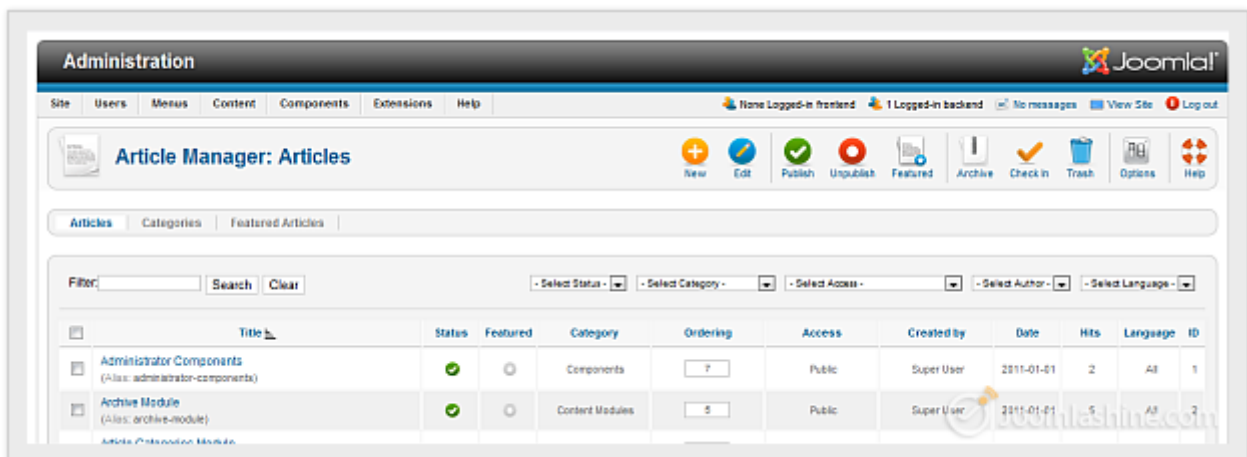 Administration
Joomla!
Site Users Menus Content Components Extensions Help None Logged-in frontend 1 Logged-in backend No messages View Site Log out
Article Manager: Articles
New Edit Publish Unpublish Featured Archive Check in Trash Options Help
Articles Categories Featured Articles
Filter: Search Clear - Select Status - - Select Category - - Select Access - - Select Author - - Select Language -
Title Status Featured Category Ordering Access Created by Date Hits Language ID
Administrator Components
(Alias: administrator-components) Components 7 Public Super User 2011-01-01 2 All 1
Archive Module
(Alias: archive-module) Content Modules 5 Public Super User 2011-01-01 5 All 2
Article Categories Module
Joomlashine.com